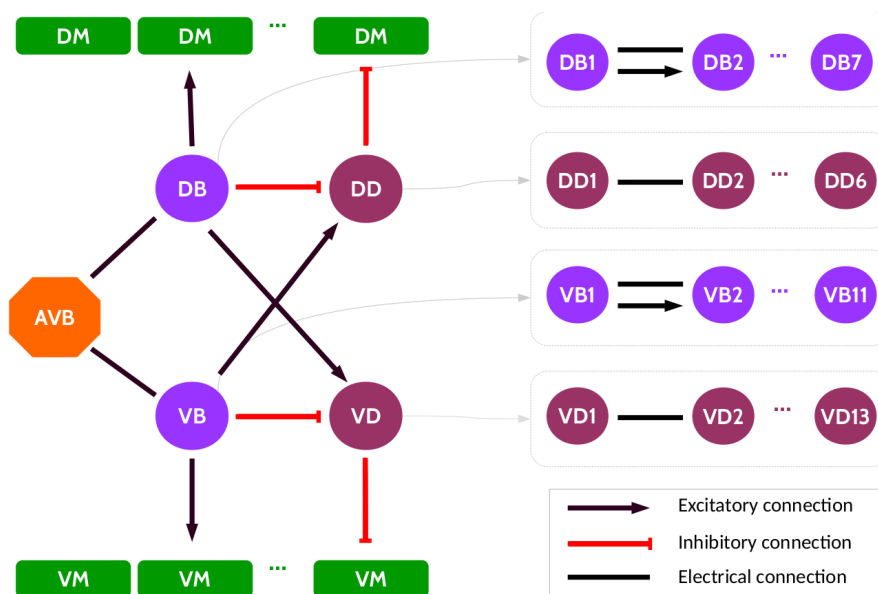 DM DM ... DM
DB1 DB2 ... DB7
DB DD
DD1 DD2 ... DD6
AVB
VB1 VB2 ... VB11
VB VD
VD1 VD2 ... VD13
Excitatory connection
Inhibitory connection
Electrical connection
VM VM ... VM